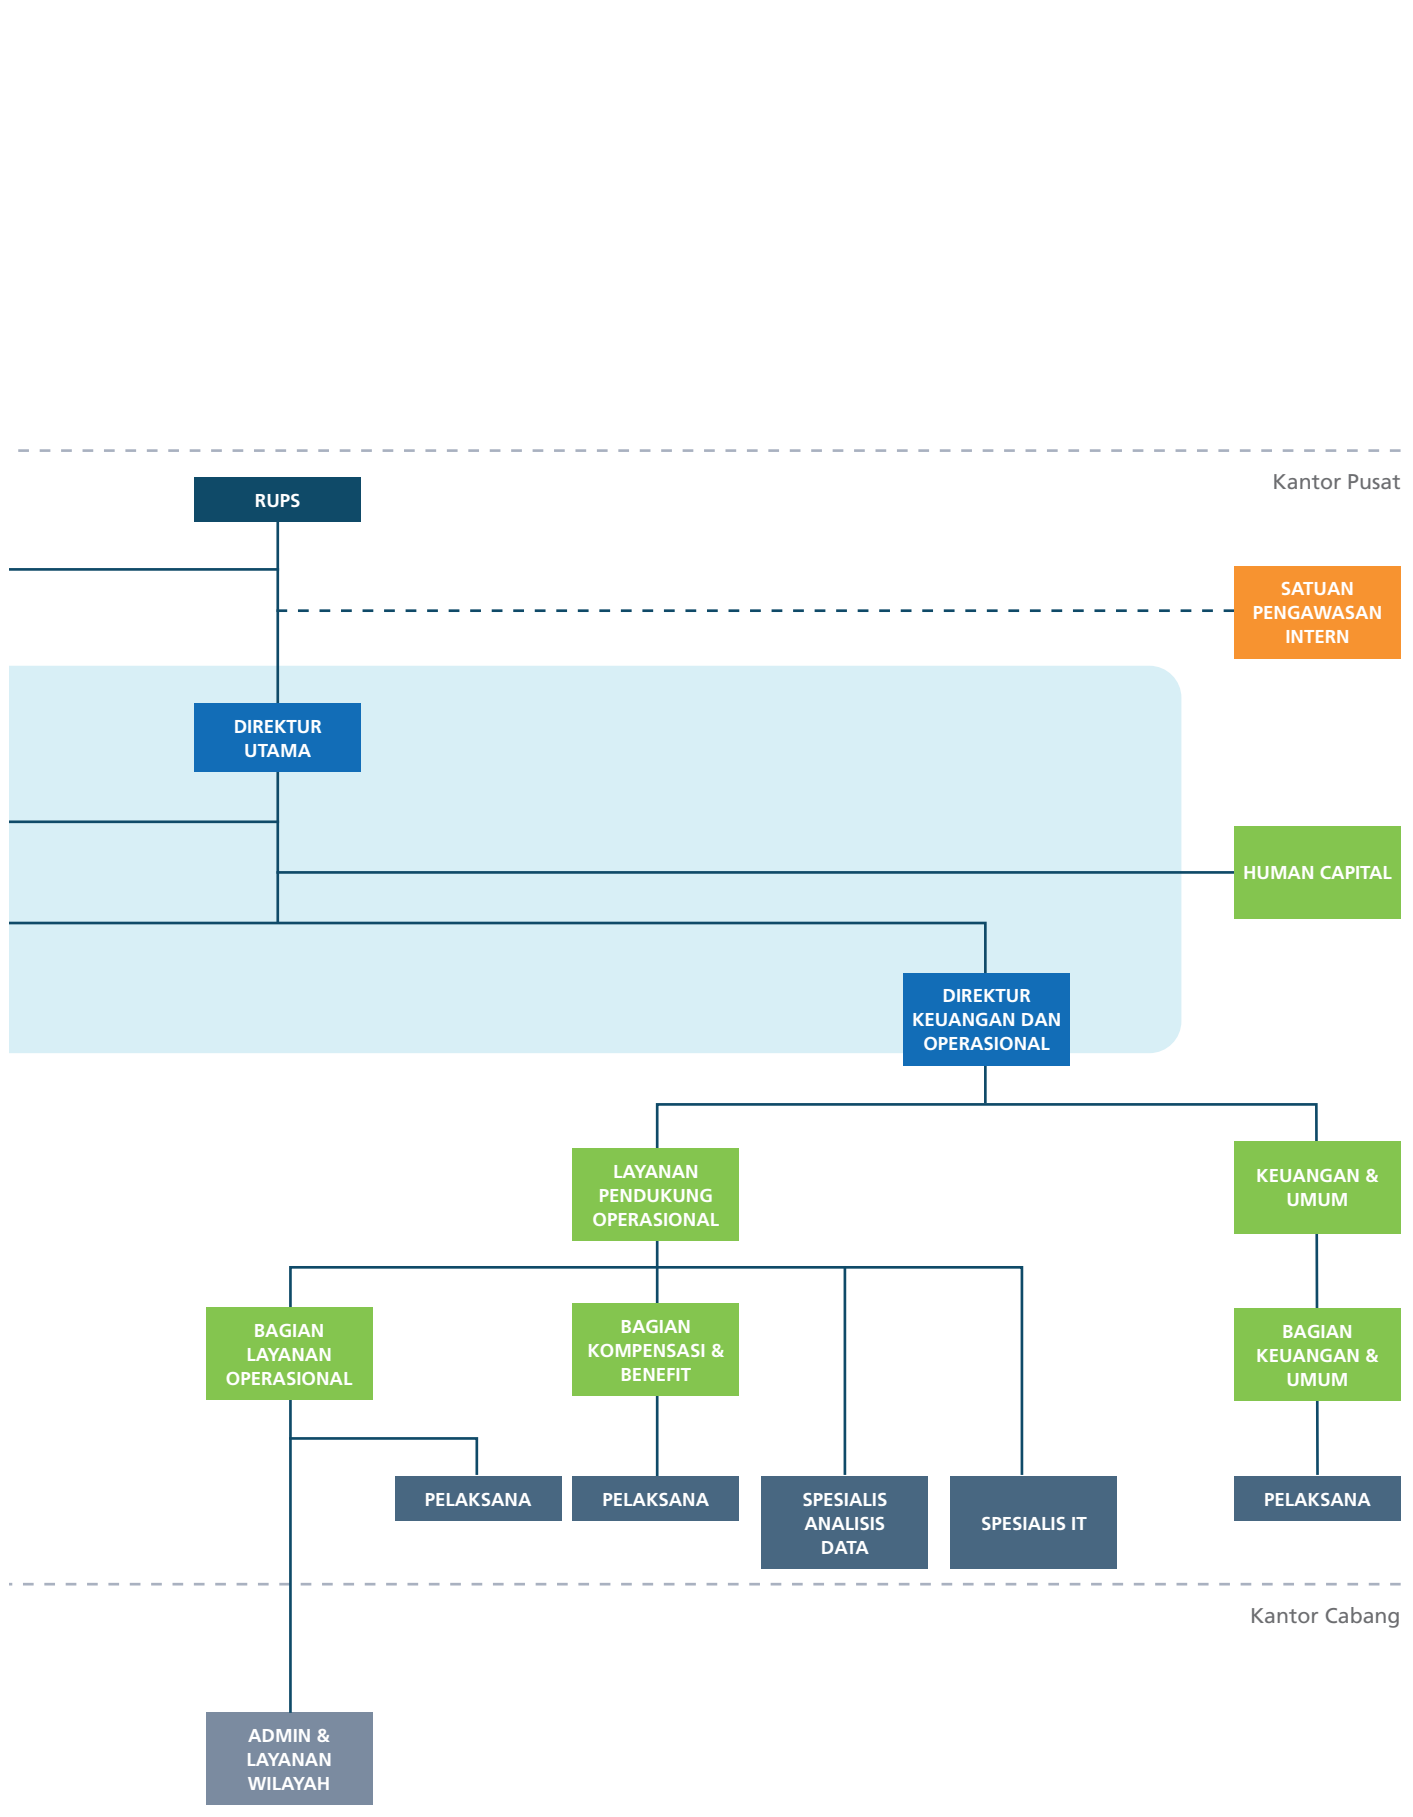 Kantor Pusat
RUPS
SATUAN
PENGAWASAN
INTERN
DIREKTUR
UTAMA
HUMAN CAPITAL
DIREKTUR
KEUANGAN DAN
OPERASIONAL
LAYANAN
PENDUKUNG
OPERASIONAL
KEUANGAN &
UMUM
BAGIAN
LAYANAN
OPERASIONAL
BAGIAN
KOMPENSASI &
BENEFIT
BAGIAN
KEUANGAN &
UMUM
PELAKSANA
PELAKSANA
SPESIALIS
ANALISIS
DATA
SPESIALIS IT
PELAKSANA
Kantor Cabang
ADMIN &
LAYANAN
WILAYAH